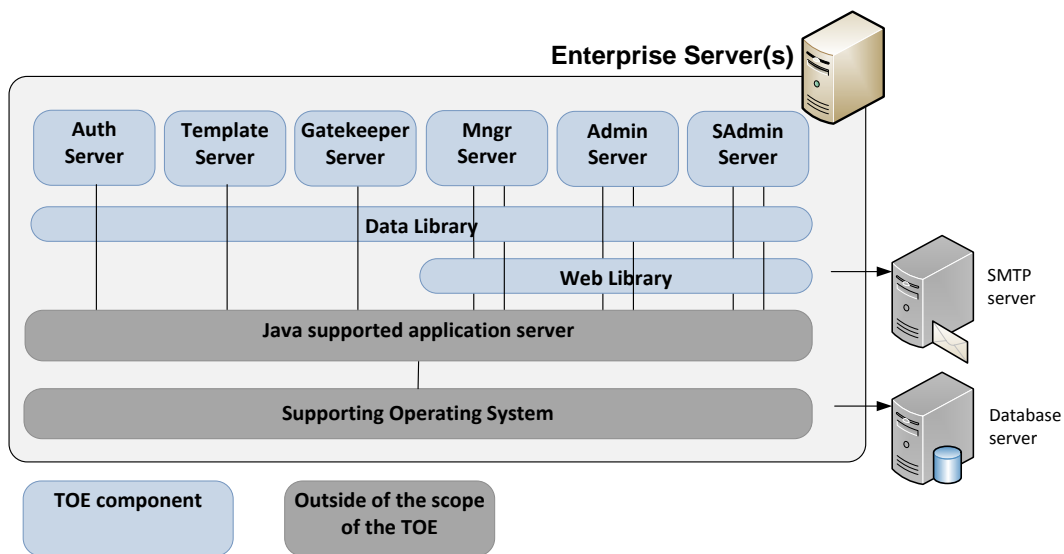 Enterprise Server(s)
Auth
Server
Template
Server
Gatekeeper
Server
Mngr
Server
Admin
Server
SAdmin
Server
Data Library
Web Library
SMTP
server
Java supported application server
Supporting Operating System
Database
server
TOE component
Outside of the scope
of the TOE